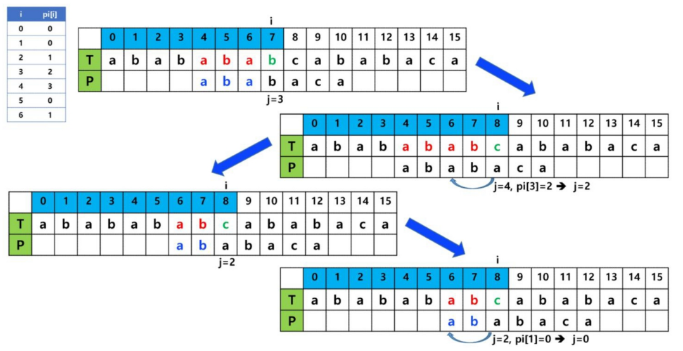 i pi[i]
0 0
1 0
2 1
3 2
4 3
5 0
6 1
i
0 1 2 3 4 5 6 7 8 9 10 11 12 13 14 15
T a b a b a b a b c a b a b a c a
P a b a b a c a
j=3
i
0 1 2 3 4 5 6 7 8 9 10 11 12 13 14 15
T a b a b a b a b c a b a b a c a
P a b a b a c a
j=4, pi[3]=2 ➔ j=2
i
0 1 2 3 4 5 6 7 8 9 10 11 12 13 14 15
T a b a b a b a b c a b a b a c a
P a b a b a c a
j=2
i
0 1 2 3 4 5 6 7 8 9 10 11 12 13 14 15
T a b a b a b a b c a b a b a c a
P a b a b a c a
j=2, pi[1]=0 ➔ j=0